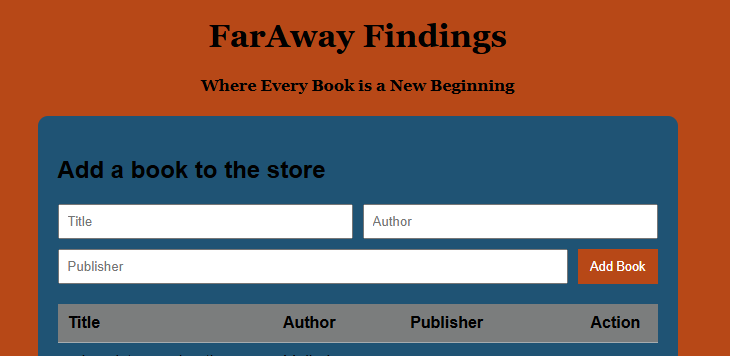 FarAway Findings
Where Every Book is a New Beginning
Add a book to the store
Title Author
Publisher Add Book
Title Author Publisher Action